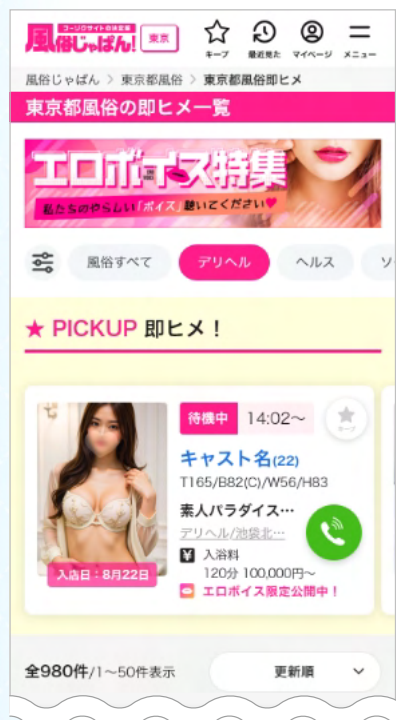 フーゾクサイトの決定版
風俗じゃぱん!
東京
キープ
最近見た
マイページ
メニュー
風俗じゃぱん > 東京都風俗 > 東京都風俗即ヒメ
東京都風俗の即ヒメ一覧
エロボイス特集
私たちのやらしい「ボイス」聴いてください♥
風俗すべて
デリヘル
ヘルス
ソ
★ PICKUP 即ヒメ！
待機中 14:02～
キープ
キャスト名(22)
T165/B82(C)/W56/H83
素人パラダイス…
デリヘル/池袋北…
¥ 入浴料
120分 100,000円～
エロボイス限定公開中！
入店日：8月22日
全980件/1～50件表示
更新順